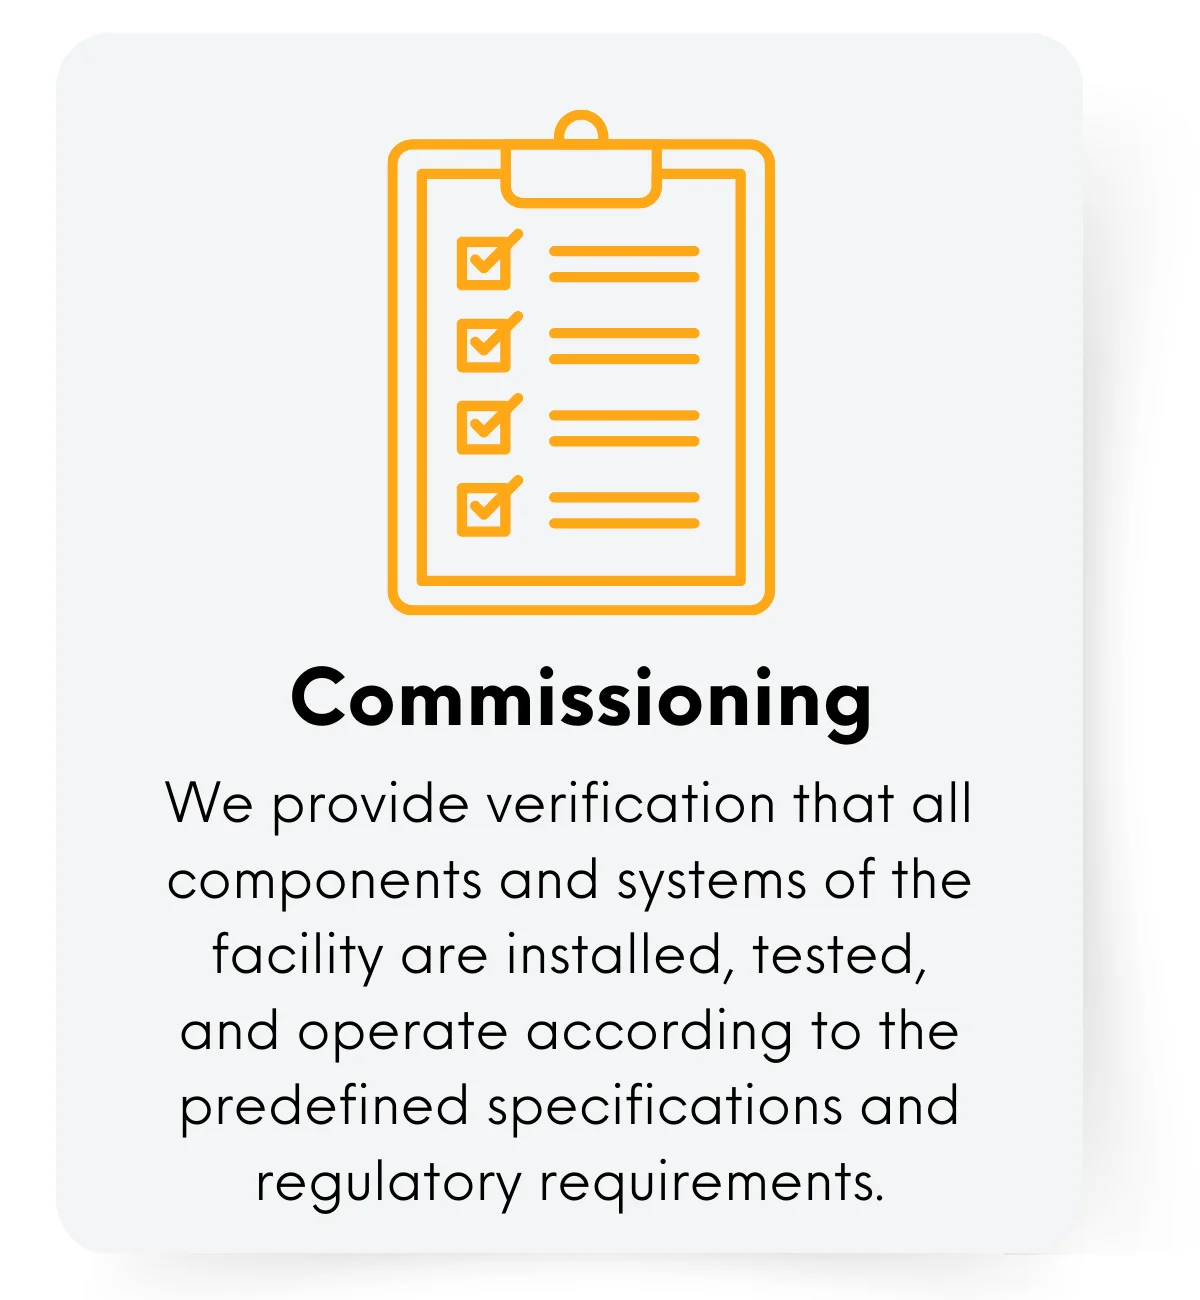 Commissioning
We provide verification that all
components and systems of the
facility are installed, tested,
and operate according to the
predefined specifications and
regulatory requirements.